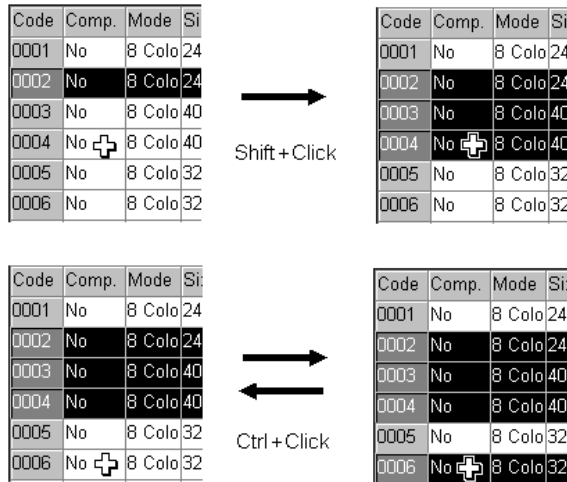 Code Comp. Mode Si
0001 No 8 Colo 24
0002 No 8 Colo 24
0003 No 8 Colo 40
0004 No 8 Colo 40
0005 No 8 Colo 32
0006 No 8 Colo 32
Shift+Click
Code Comp. Mode Si
0001 No 8 Colo 24
0002 No 8 Colo 24
0003 No 8 Colo 40
0004 No 8 Colo 40
0005 No 8 Colo 32
0006 No 8 Colo 32
Code Comp. Mode Si
0001 No 8 Colo 24
0002 No 8 Colo 24
0003 No 8 Colo 40
0004 No 8 Colo 40
0005 No 8 Colo 32
0006 No 8 Colo 32
Ctrl+Click
Code Comp. Mode Si
0001 No 8 Colo 24
0002 No 8 Colo 24
0003 No 8 Colo 40
0004 No 8 Colo 40
0005 No 8 Colo 32
0006 No 8 Colo 32